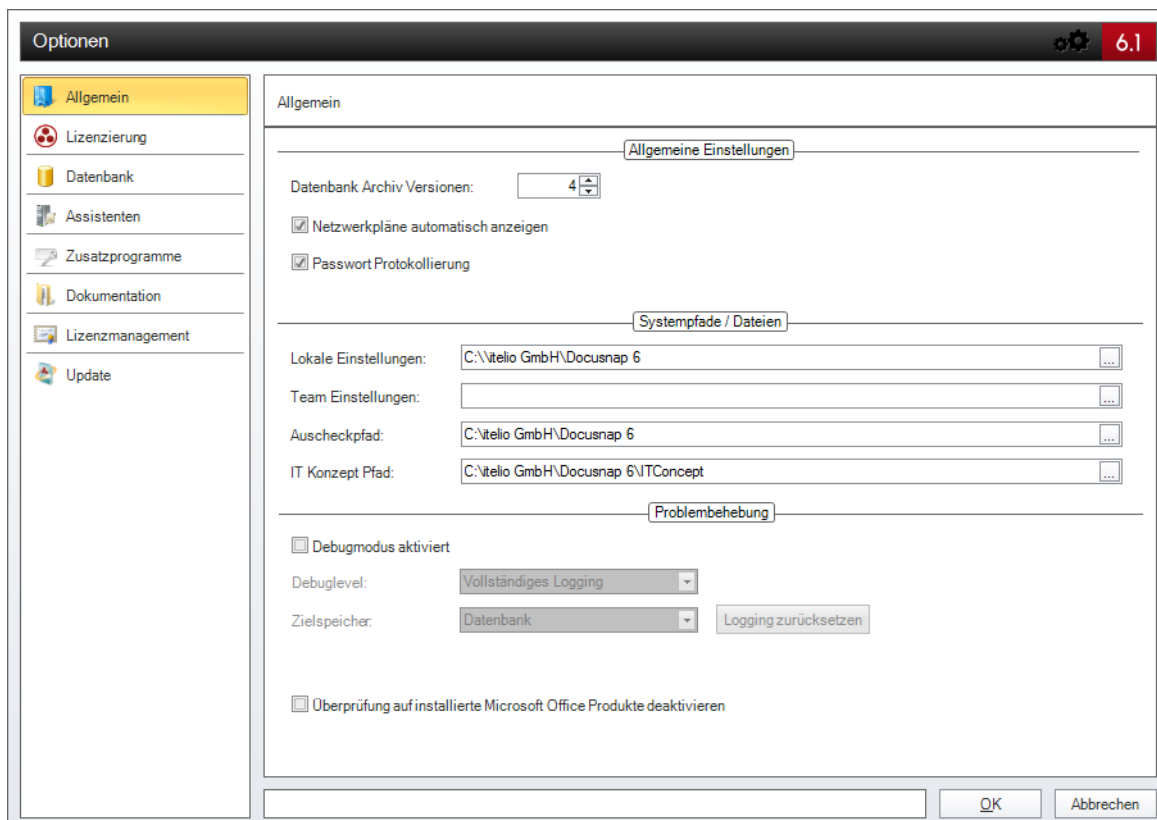 Optionen
6.1
Allgemein
Lizenzierung
Datenbank
Assistenten
Zusatzprogramme
Dokumentation
Lizenzmanagement
Update
Allgemein
Allgemeine Einstellungen
Datenbank Archiv Versionen: 4
Netzwerkpläne automatisch anzeigen
Passwort Protokollierung
Systempfade / Dateien
Lokale Einstellungen: C:\\itelio GmbH\Docusnap 6 ...
Team Einstellungen: ...
Auscheckpfad: C:\itelio GmbH\Docusnap 6 ...
IT Konzept Pfad: C:\itelio GmbH\Docusnap 6\ITConcept ...
Problembehebung
Debugmodus aktiviert
Debuglevel: Vollständiges Logging
Zielspeicher: Datenbank Logging zurücksetzen
Überprüfung auf installierte Microsoft Office Produkte deaktivieren
OK Abbrechen